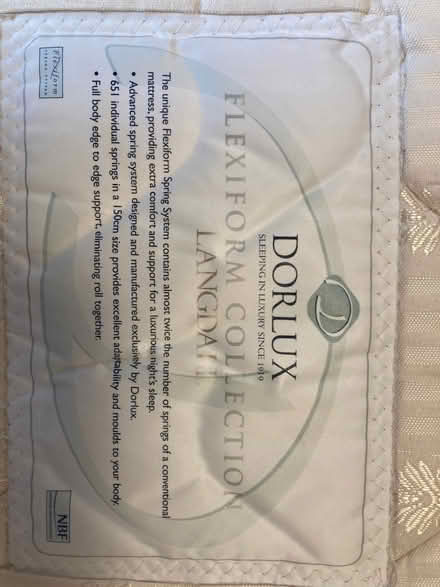 D
DORLUX
SLEEPING IN LUXURY SINCE 1919
FLEXIFORM COLLECTION
LANGDALE
The unique Flexiform Spring System contains almost twice the number of springs of a conventional
mattress, providing extra comfort and support for a luxurious night's sleep.
• Advanced spring system designed and manufactured exclusively by Dorlux.
• 651 individual springs in a 150cm size provides excellent adaptability and moulds to your body.
• Full body edge to edge support, eliminating roll together.
Flexiform
SPRING SYSTEM
NBF